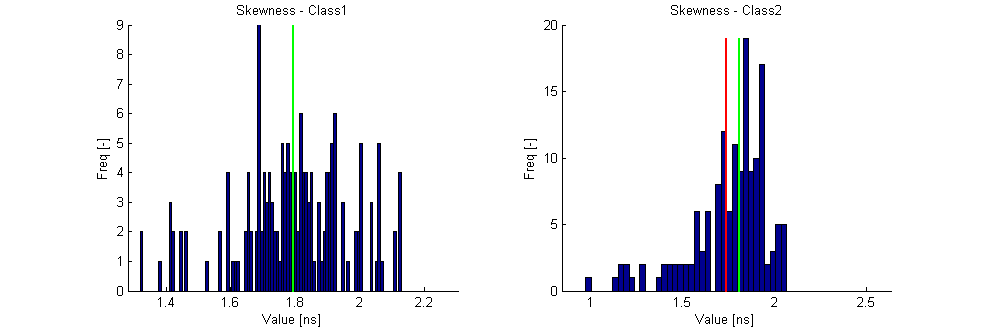 Skewness - Class1
9
8
7
6
5
4
3
2
1
0
Freq [-]
1.4 1.6 1.8 2 2.2
Value [ns]
Skewness - Class2
20
15
10
5
0
Freq [-]
1 1.5 2 2.5
Value [ns]